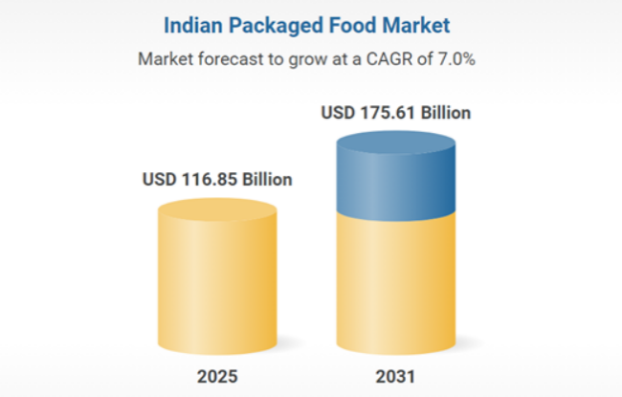 Indian Packaged Food Market
Market forecast to grow at a CAGR of 7.0%
USD 175.61 Billion
USD 116.85 Billion
2025
2031